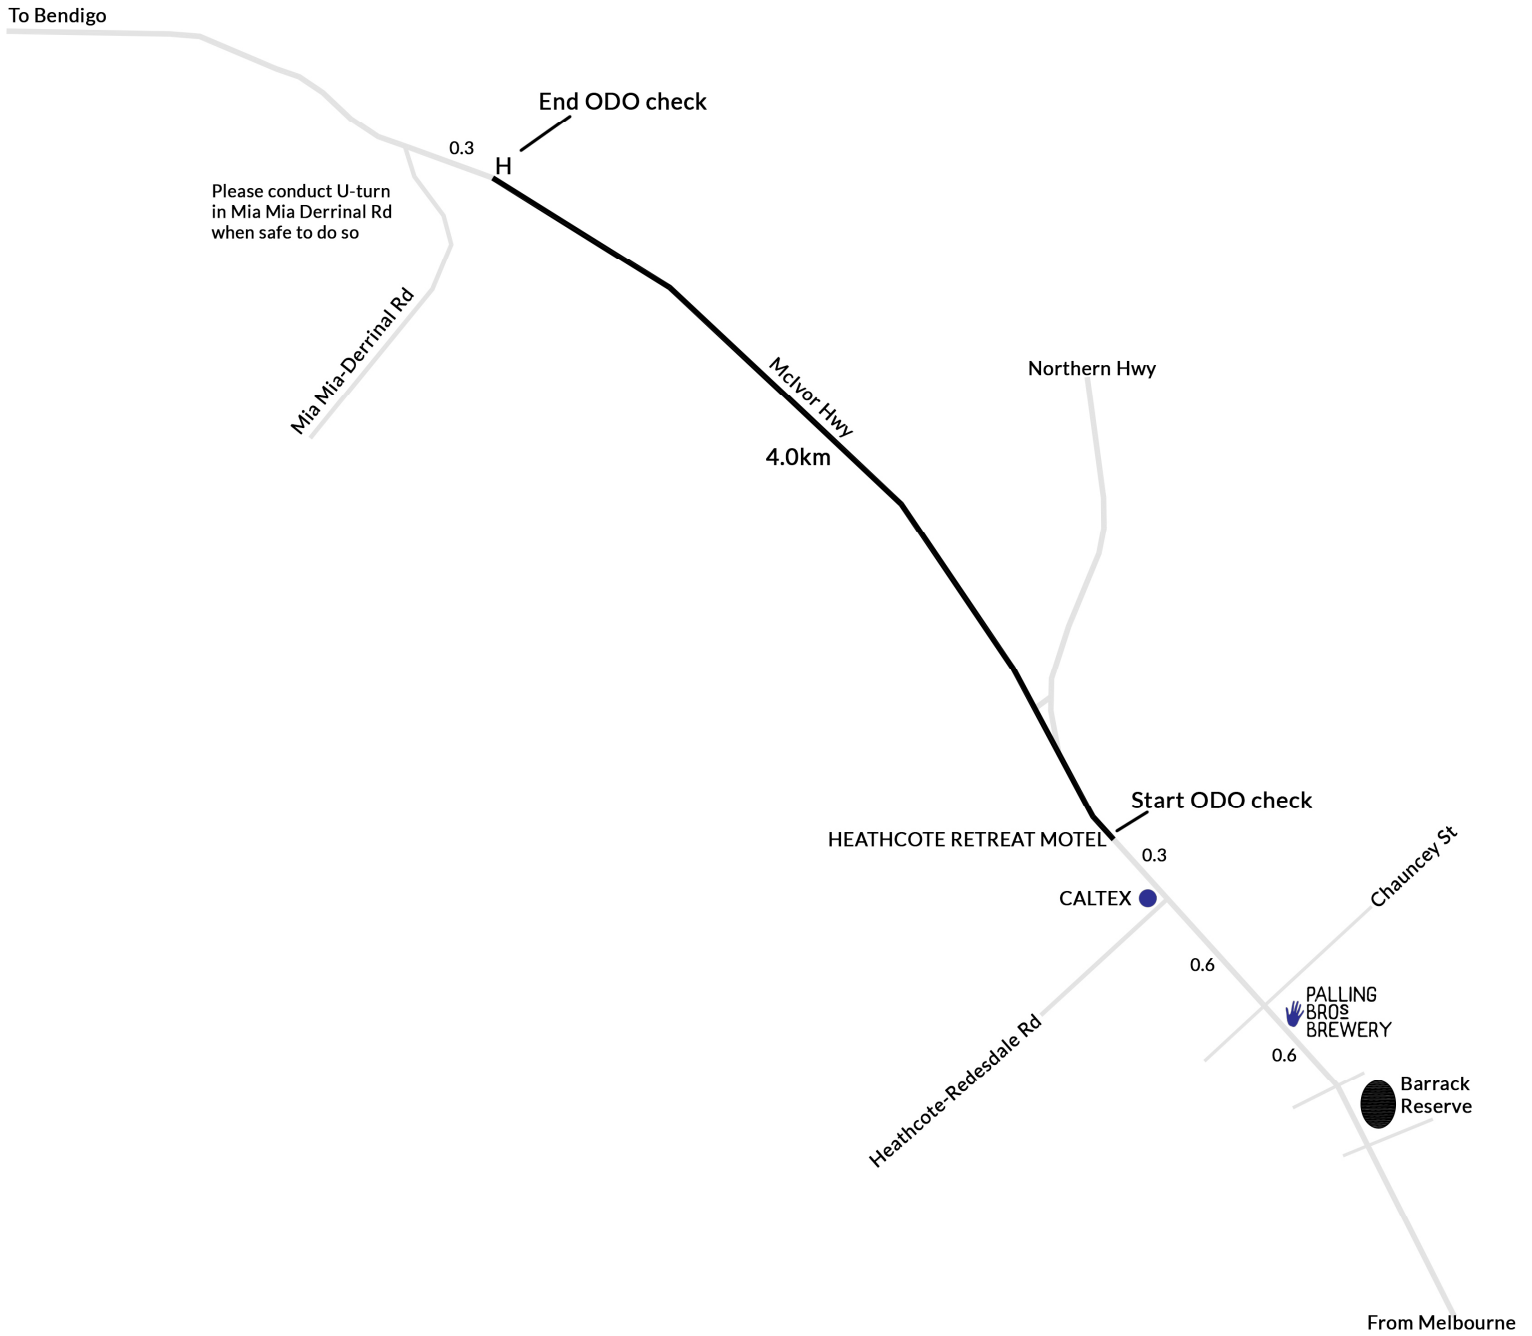 To Bendigo
End ODO check
0.3
H
Please conduct U-turn
in Mia Mia Derrinal Rd
when safe to do so
Mia Mia-Derrinal Rd
McIvor Hwy
Northern Hwy
4.0km
Start ODO check
HEATHCOTE RETREAT MOTEL
0.3
Chauncey St
CALTEX
0.6
PALLING
BROS
BREWERY
0.6
Heathcote-Redesdale Rd
Barrack
Reserve
From Melbourne